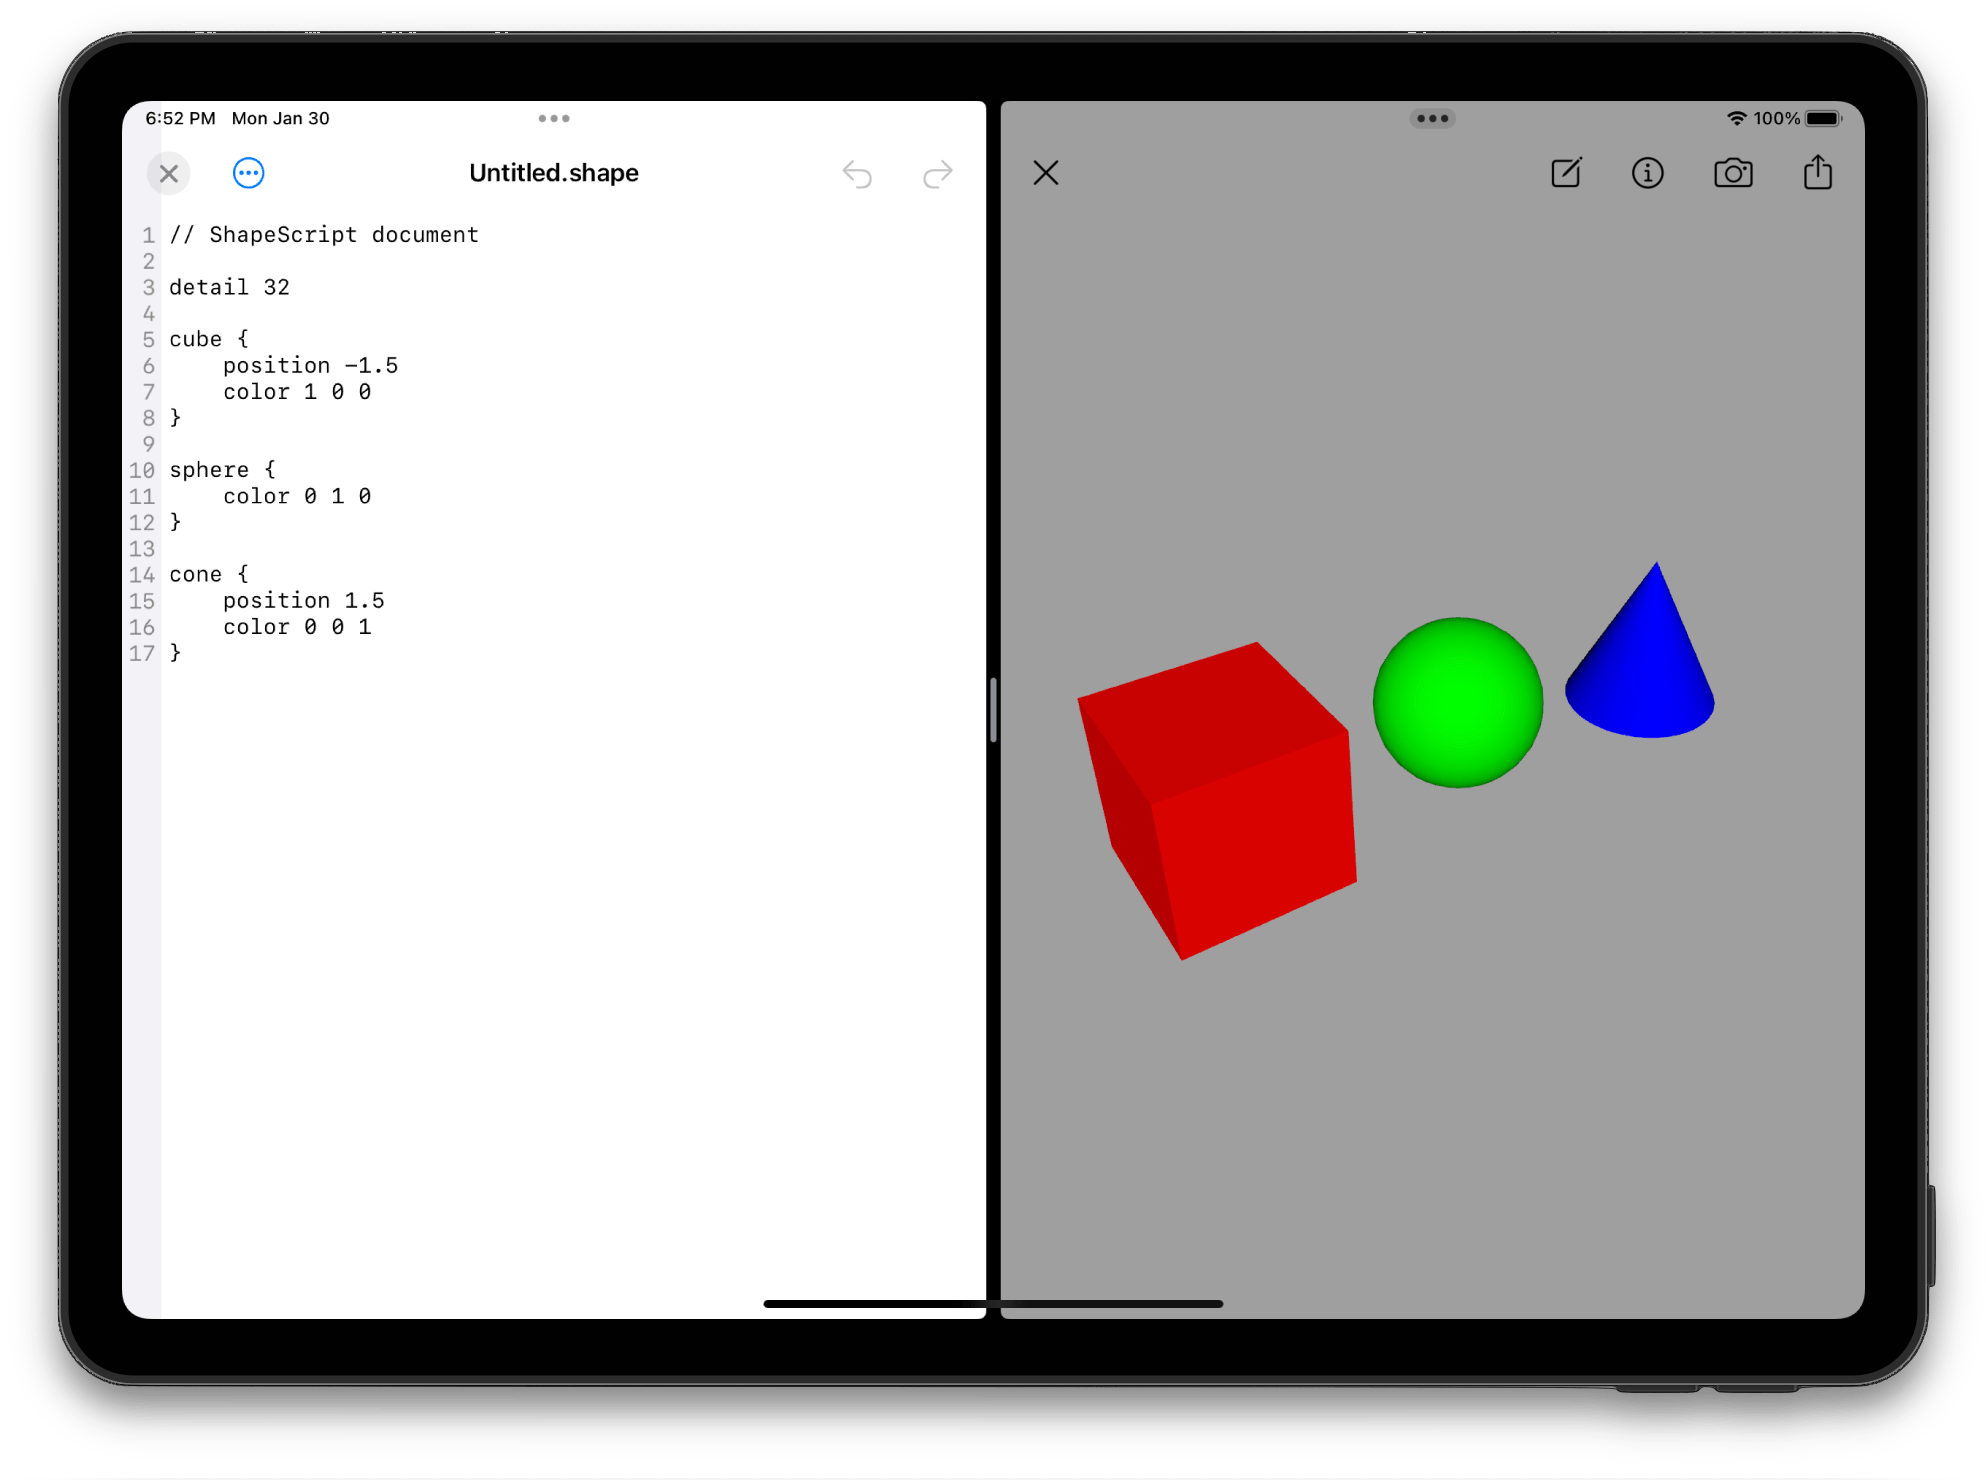 6:52 PM Mon Jan 30
100%
Untitled.shape
1 // ShapeScript document
2
3 detail 32
4
5 cube {
6     position −1.5
7     color 1 0 0
8 }
9
10 sphere {
11     color 0 1 0
12 }
13
14 cone {
15     position 1.5
16     color 0 0 1
17 }